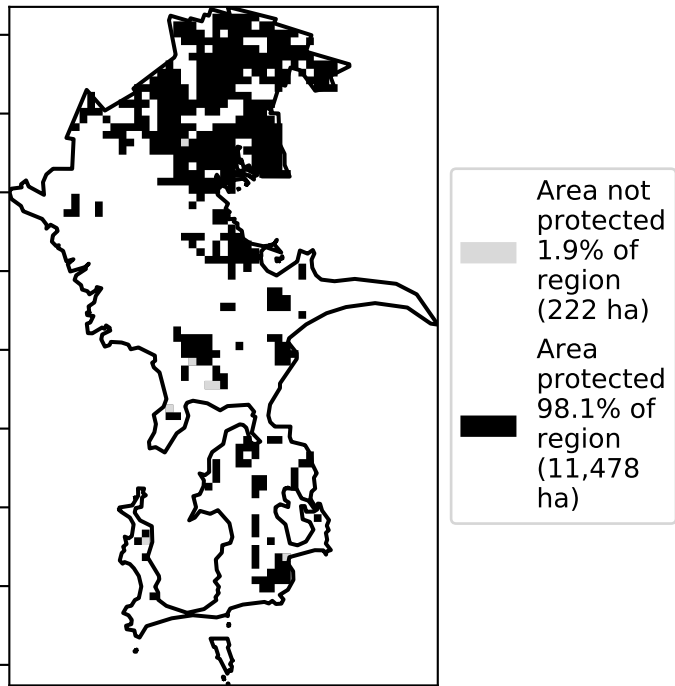 Area not
protected
1.9% of
region
(222 ha)
Area
protected
98.1% of
region
(11,478
ha)